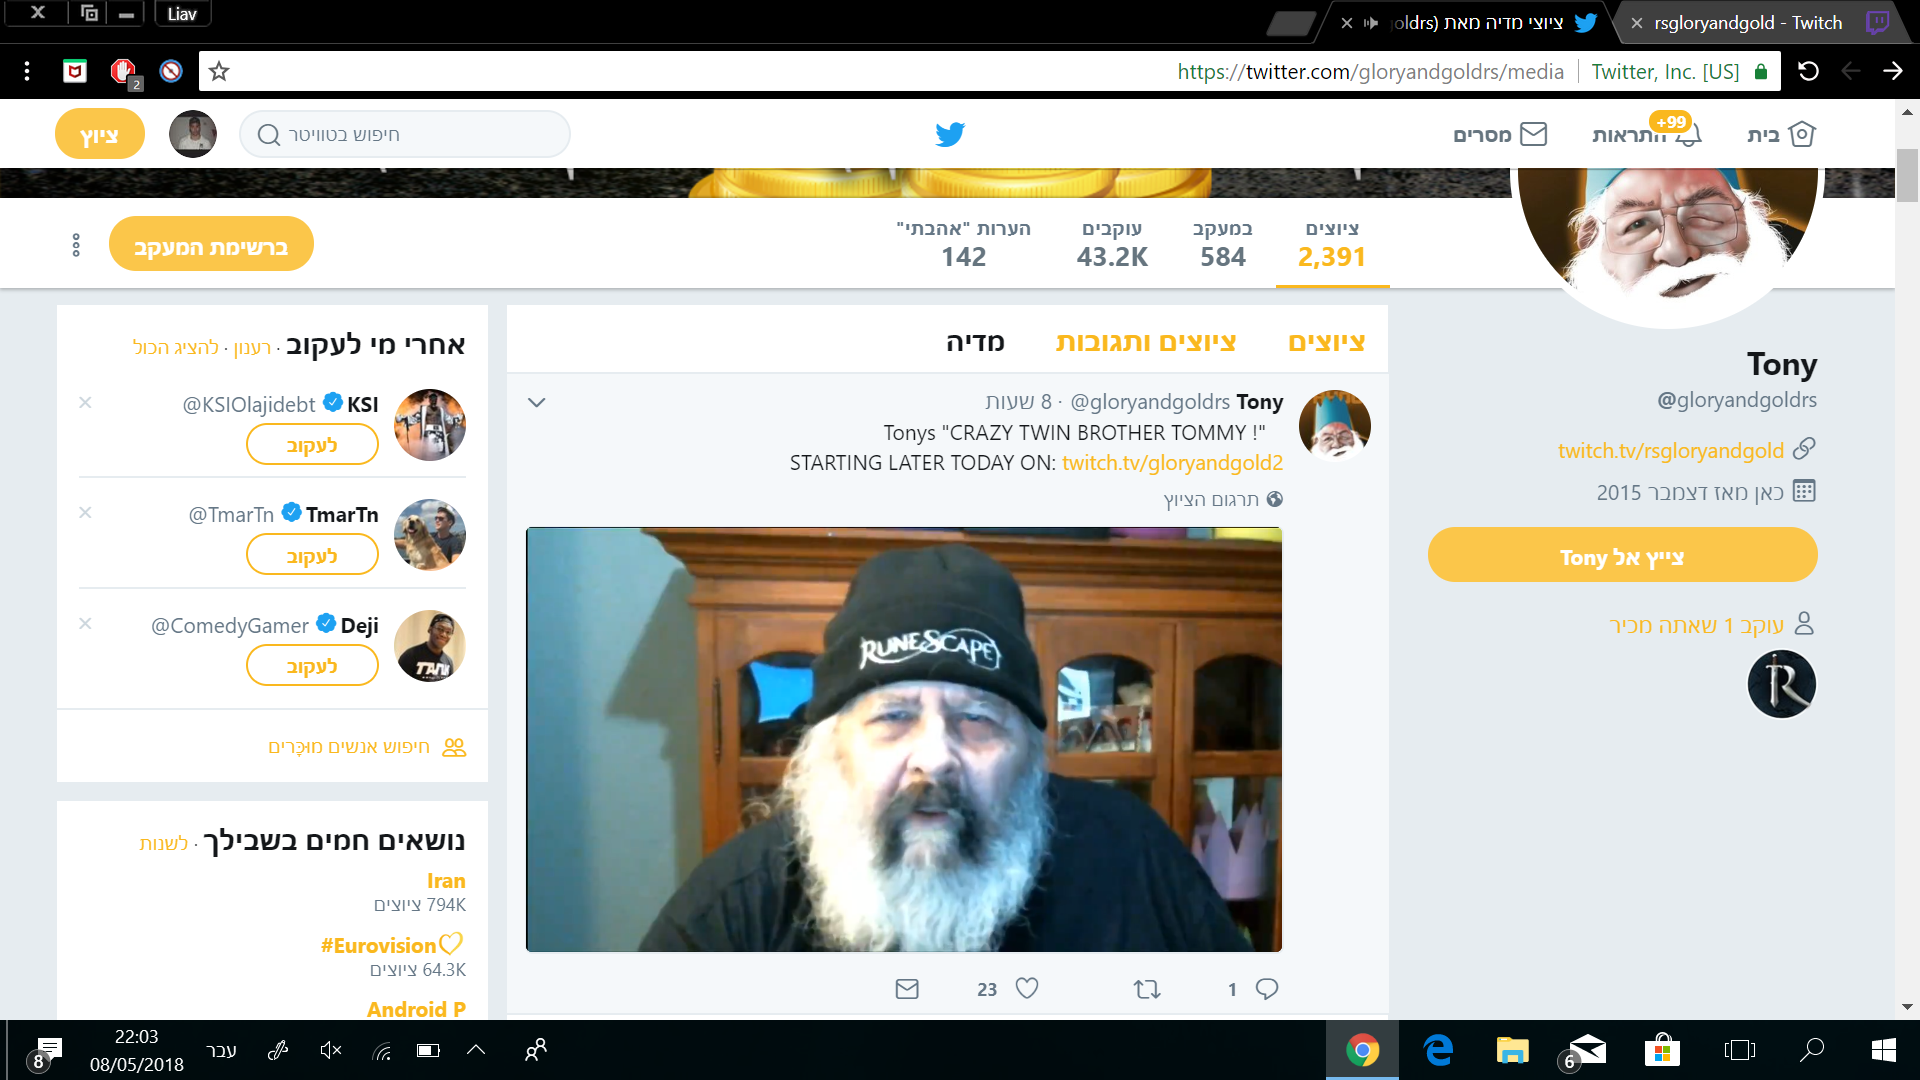 Liav
ציוצי מדיה מאת (oldrs
rsgloryandgold - Twitch
2
https://twitter.com/gloryandgoldrs/media
Twitter, Inc. [US]
בית
התראות
99+
מסרים
חיפוש בטוויטר
ציוץ
ציוצים
2,391
במעקב
584
עוקבים
43.2K
הערות "אהבתי"
142
ברשימת המעקב
Tony
@gloryandgoldrs
twitch.tv/rsgloryandgold
כאן מאז דצמבר 2015
צייץ אל Tony
עוקב 1 שאתה מכיר
R
ציוצים
ציוצים ותגובות
מדיה
Tony @gloryandgoldrs · 8 שעות
Tonys "CRAZY TWIN BROTHER TOMMY !"
STARTING LATER TODAY ON: twitch.tv/gloryandgold2
תרגום הציוץ
RUNESCAPE
1
23
אחרי מי לעקוב · רענון · להציג הכול
KSI @KSIOlajidebt
לעקוב
TmarTn @TmarTn
לעקוב
Deji @ComedyGamer
לעקוב
חיפוש אנשים מוּכָּרים
נושאים חמים בשבילך · לשנות
Iran
794K ציוצים
#Eurovision
64.3K ציוצים
Android P
8
22:03
08/05/2018
עבר
6